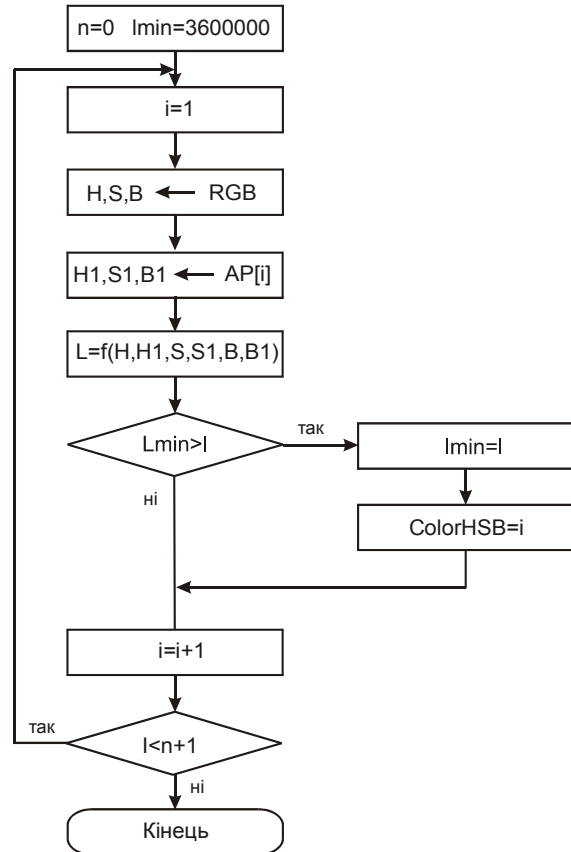 n=0 lmin=3600000
i=1
H,S,B RGB
H1,S1,B1 AP[i]
L=f(H,H1,S,S1,B,B1)
Lmin>l
так
ні
lmin=l
ColorHSB=i
i=i+1
I<n+1
так
ні
Кінець